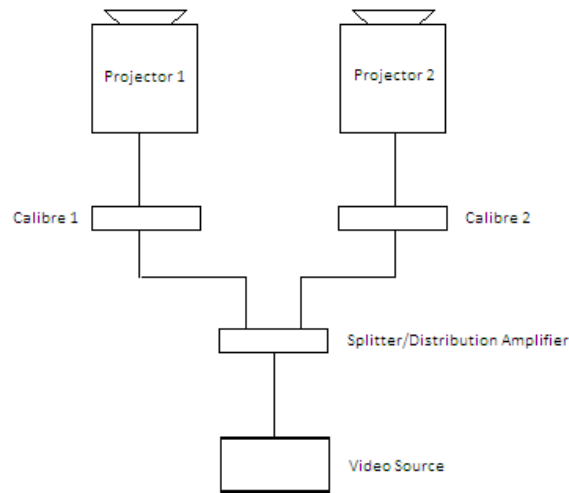 Projector 1
Projector 2
Calibre 1
Calibre 2
Splitter/Distribution Amplifier
Video Source